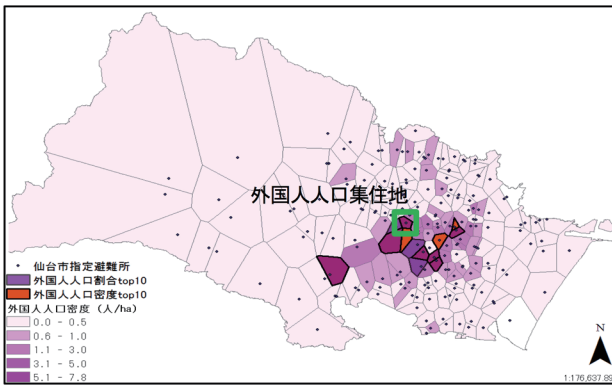 外国人人口集住地
仙台市指定避難所
外国人人口割合top10
外国人人口密度top10
外国人人口密度 (人/ha)
0.0 - 0.5
0.6 - 1.0
1.1 - 3.0
3.1 - 5.0
5.1 - 7.8
N
1:176,637.89